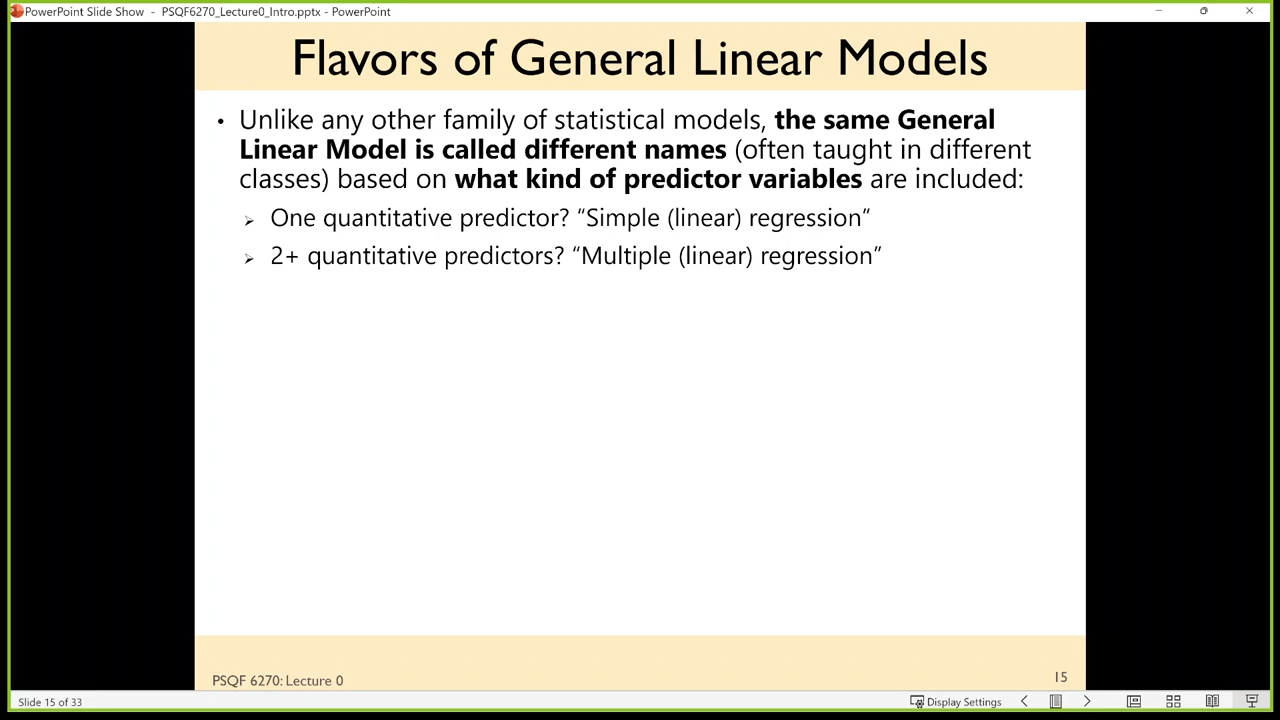 PowerPoint Slide Show - PSQF6270_Lecture0_Intro.pptx - PowerPoint
Flavors of General Linear Models
• Unlike any other family of statistical models, the same General
Linear Model is called different names (often taught in different
classes) based on what kind of predictor variables are included:
➢ One quantitative predictor? “Simple (linear) regression”
➢ 2+ quantitative predictors? “Multiple (linear) regression”
PSQF 6270: Lecture 0
15
Slide 15 of 33
Display Settings